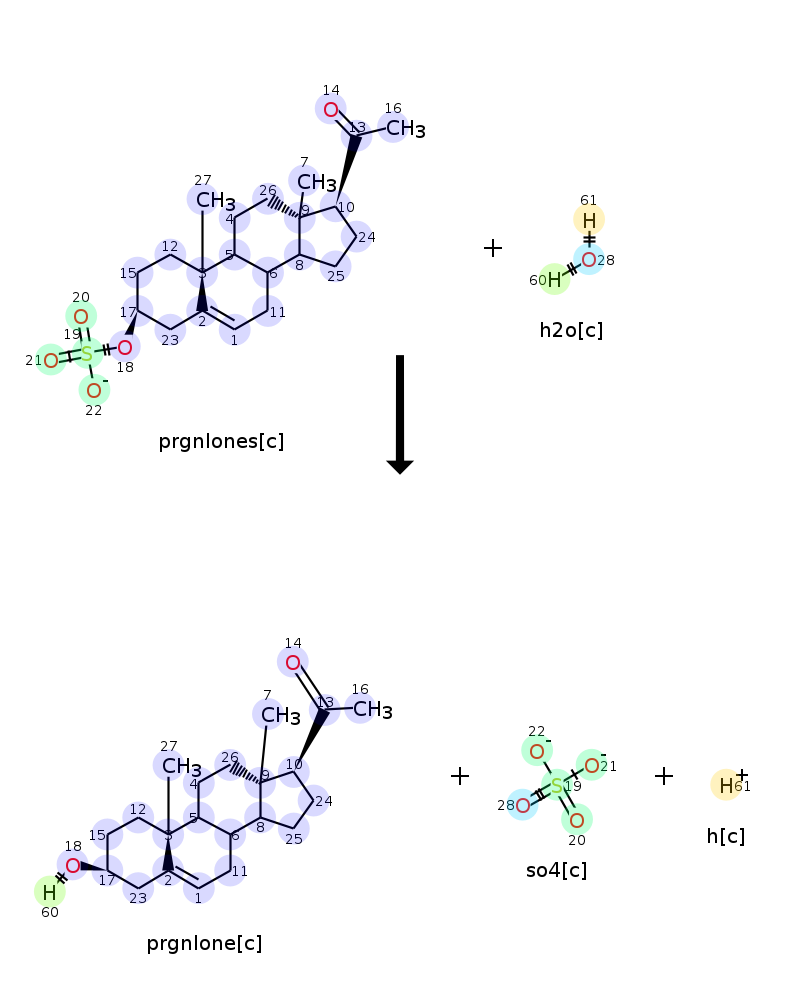 14
O
13
16
CH3
7
CH3
27
CH3
26
9
10
4
24
12
5
8
3
6
25
15
17
11
2
20
O
19
S
21
O
O
18
23
1
O-
22
prgnlones[c]
+
61
H
60
H
O
28
h2o[c]
14
O
13
16
CH3
7
CH3
27
CH3
26
9
10
4
24
12
5
8
25
15
3
6
18
O
17
2
11
H
60
23
1
prgnlone[c]
+
22
O-
O-
21
S
19
28
O
O
20
so4[c]
+
H+
61
h[c]